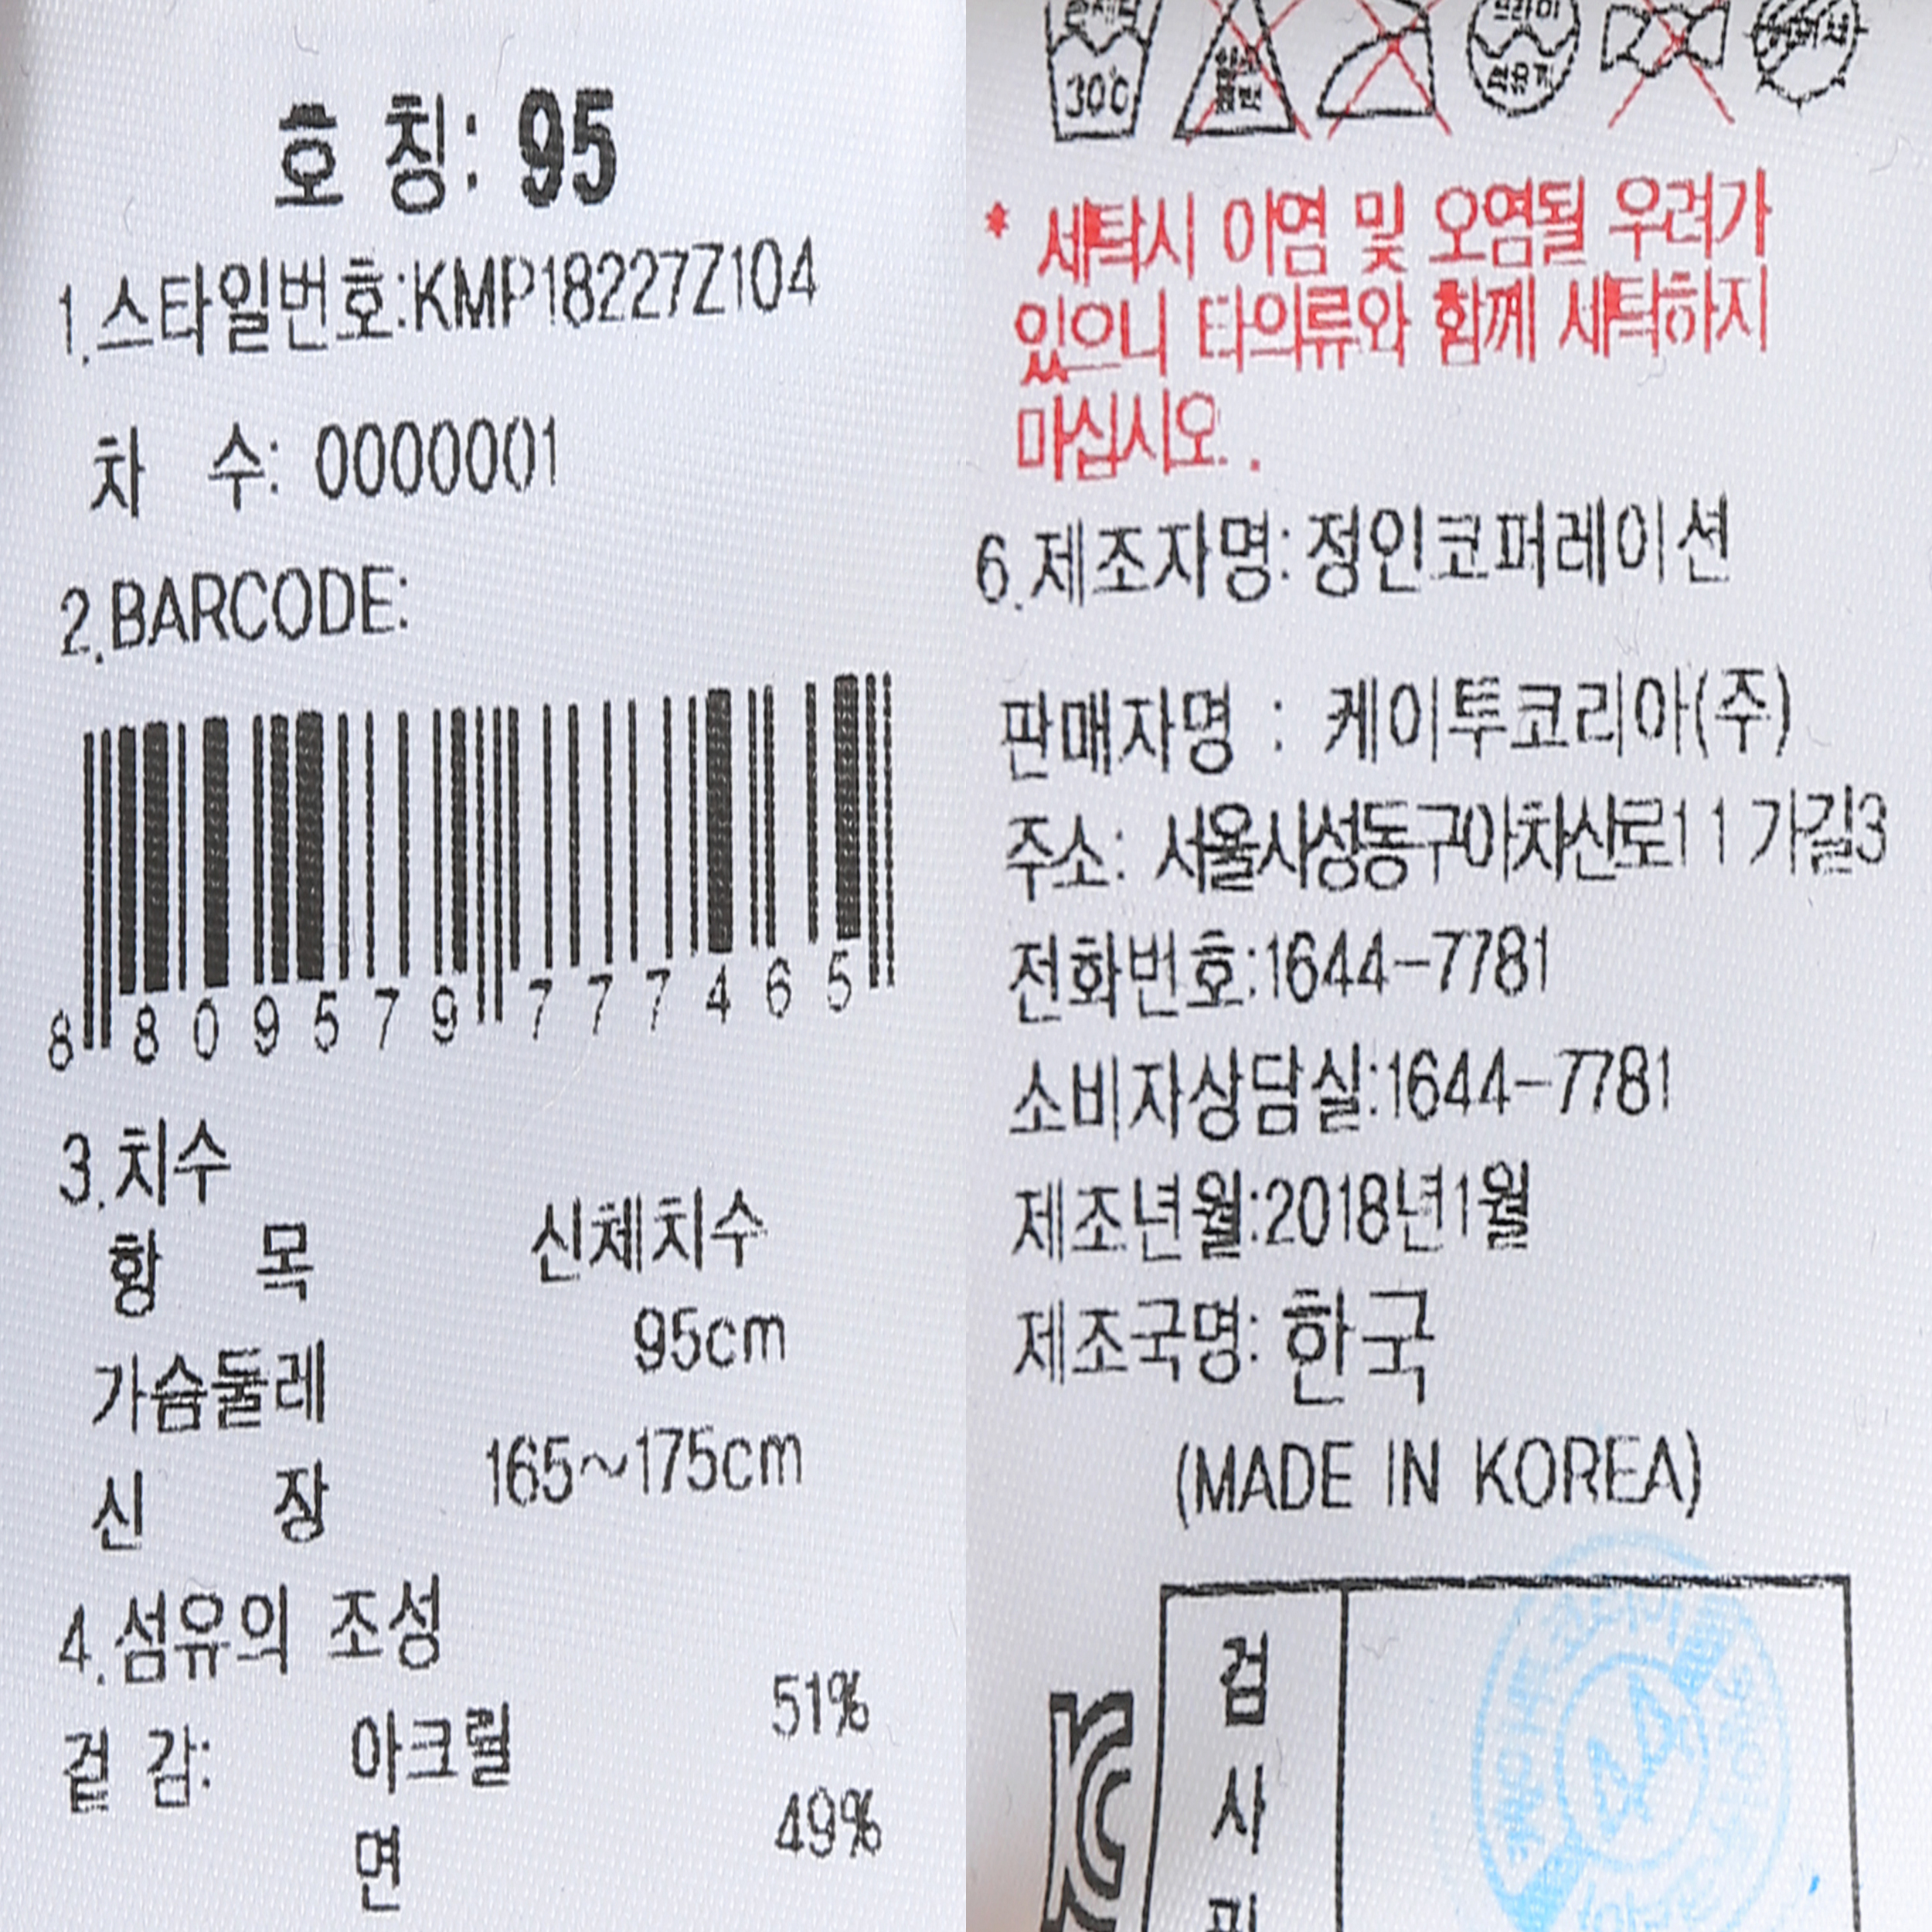 호 칭: 95
1.스타일번호:KMP18227Z104
차 수: 0000001
2.BARCODE:
8 809579 777465
3.치수
항 목 신체치수
가슴둘레 95cm
신 장 165~175cm
4.섬유의 조성
겉 감: 아크릴 51%
면 49%
30℃
* 세탁시 이염 및 오염될 우려가
있으니 타의류와 함께 세탁하지
마십시오.
6.제조자명: 정인코퍼레이션
판매자명 : 케이투코리아(주)
주소: 서울시성동구아차산로11가길3
전화번호:1644-7781
소비자상담실:1644-7781
제조년월:2018년1월
제조국명: 한국
(MADE IN KOREA)
검
사